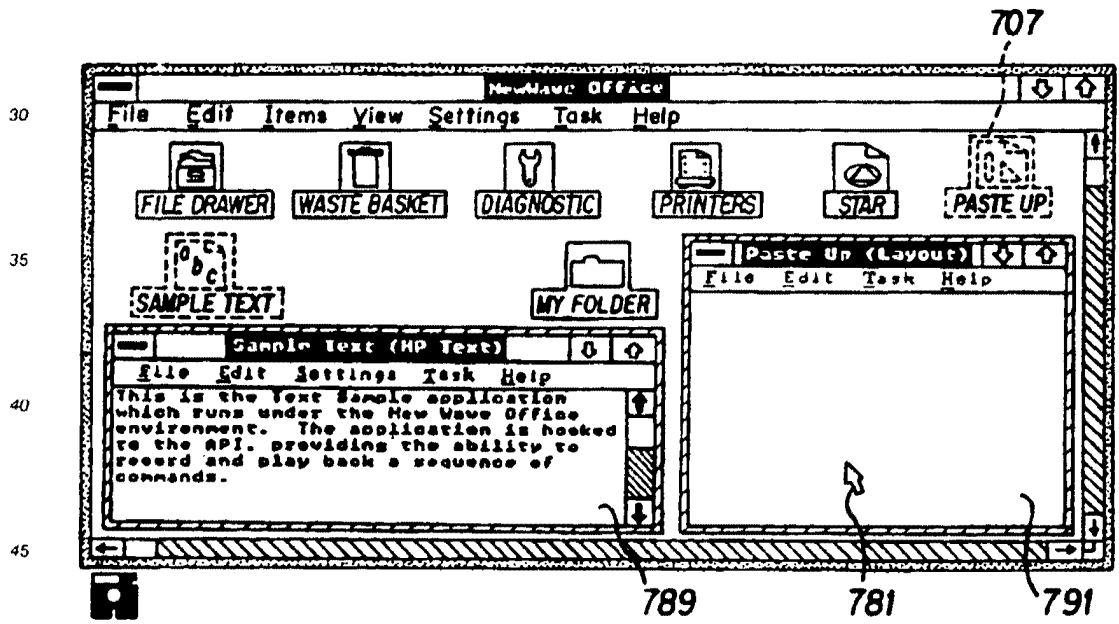 707
30
NewWave Office
File Edit Items View Settings Task Help
FILE DRAWER WASTE BASKET DIAGNOSTIC PRINTERS STAR PASTE UP
a b c
35
Paste Up (Layout)
File Edit Task Help
SAMPLE TEXT MY FOLDER
Sample Text (HP Text)
File Edit Settings Task Help
40
This is the Text Sample application
which runs under the New Wave Office
environment. The application is hooked
to the API, providing the ability to
record and play back a sequence of
commands.
45
789 781 791